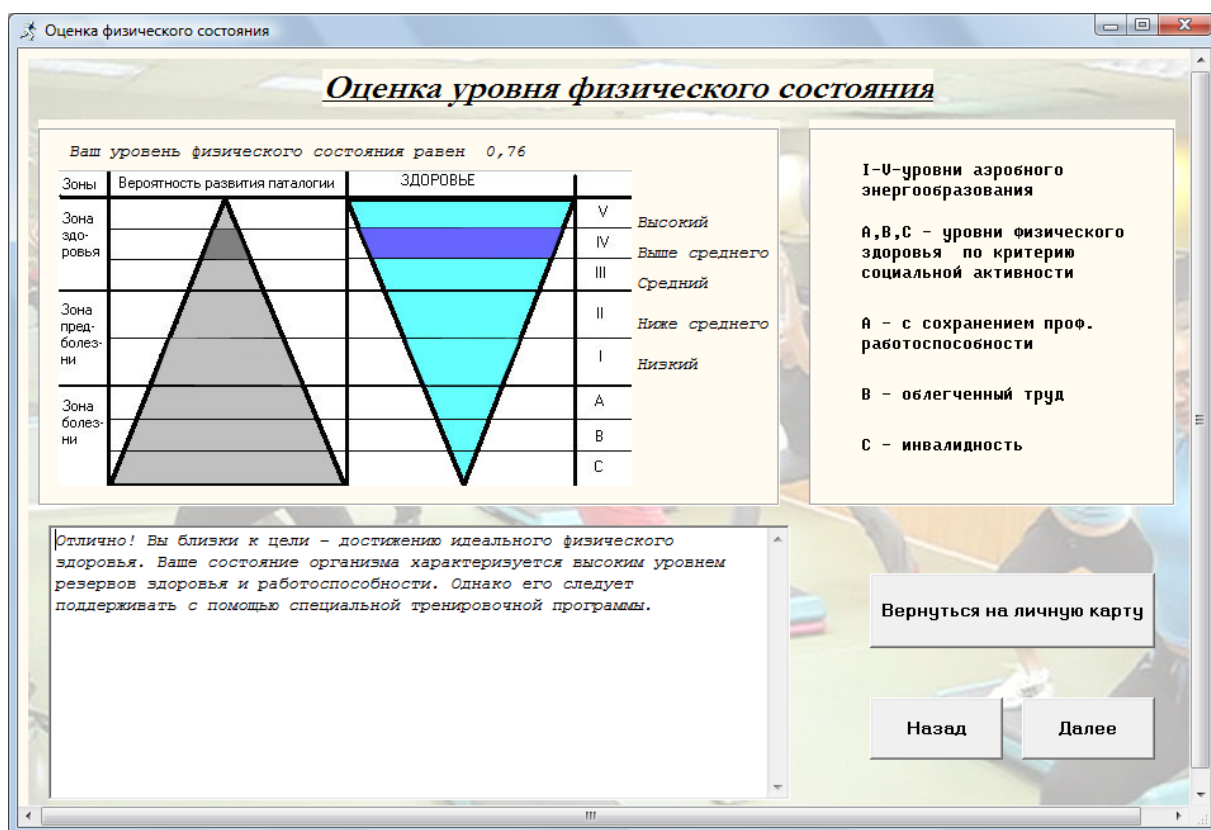 Оценка физического состояния
Оценка уровня физического состояния
Ваш уровень физического состояния равен 0,76
Зоны
Вероятность развития паталогии
ЗДОРОВЬЕ
Зона
здо-
ровья
V
Высокий
IV
Выше среднего
III
Средний
Зона
пред-
болез-
ни
II
Ниже среднего
I
Низкий
Зона
болез-
ни
A
B
C
I-V-уровни аэробного
энергообразования
A,B,C - уровни физического
здоровья по критерию
социальной активности
A - с сохранением проф.
работоспособности
B - облегченный труд
C - инвалидность
Отлично! Вы близки к цели - достижению идеального физического
здоровья. Ваше состояние организма характеризуется высоким уровнем
резервов здоровья и работоспособности. Однако его следует
поддерживать с помощью специальной тренировочной программы.
Вернуться на личную карту
Назад
Далее